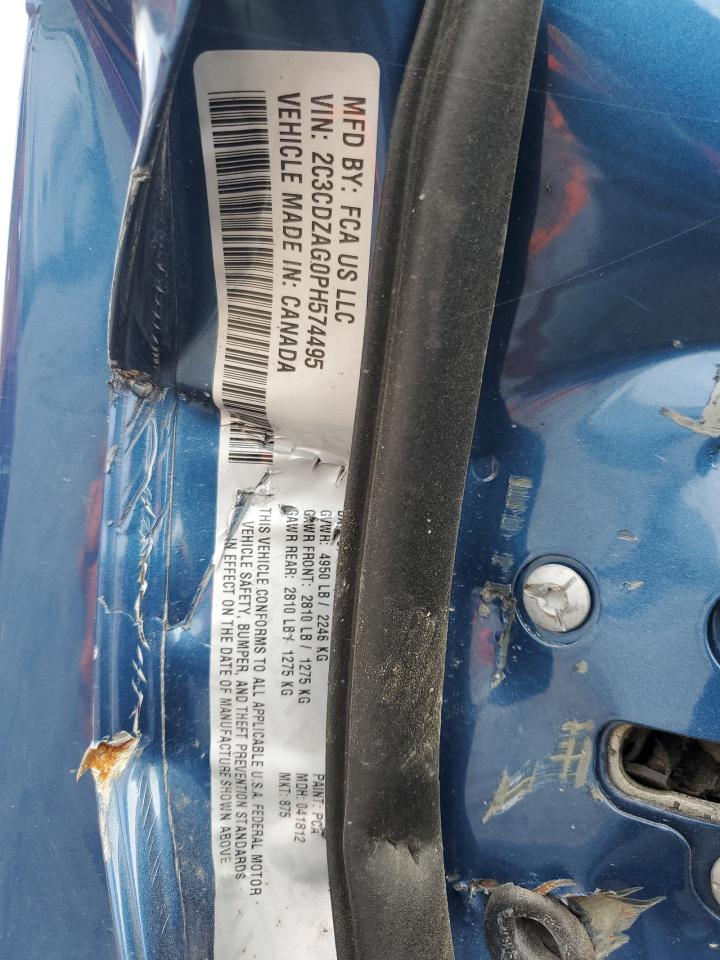 MFD BY: FCA US LLC
VIN: 2C3CDZAG0PH574495
VEHICLE MADE IN: CANADA
GVWR: 4950 LB / 2246 KG
GAWR FRONT: 2810 LB / 1275 KG
GAWR REAR: 2810 LB / 1275 KG
THIS VEHICLE CONFORMS TO ALL APPLICABLE U.S.A. FEDERAL MOTOR
VEHICLE SAFETY, BUMPER, AND THEFT PREVENTION STANDARDS
IN EFFECT ON THE DATE OF MANUFACTURE SHOWN ABOVE
PAINT: PCA
MDH: 041812
MKT: 875